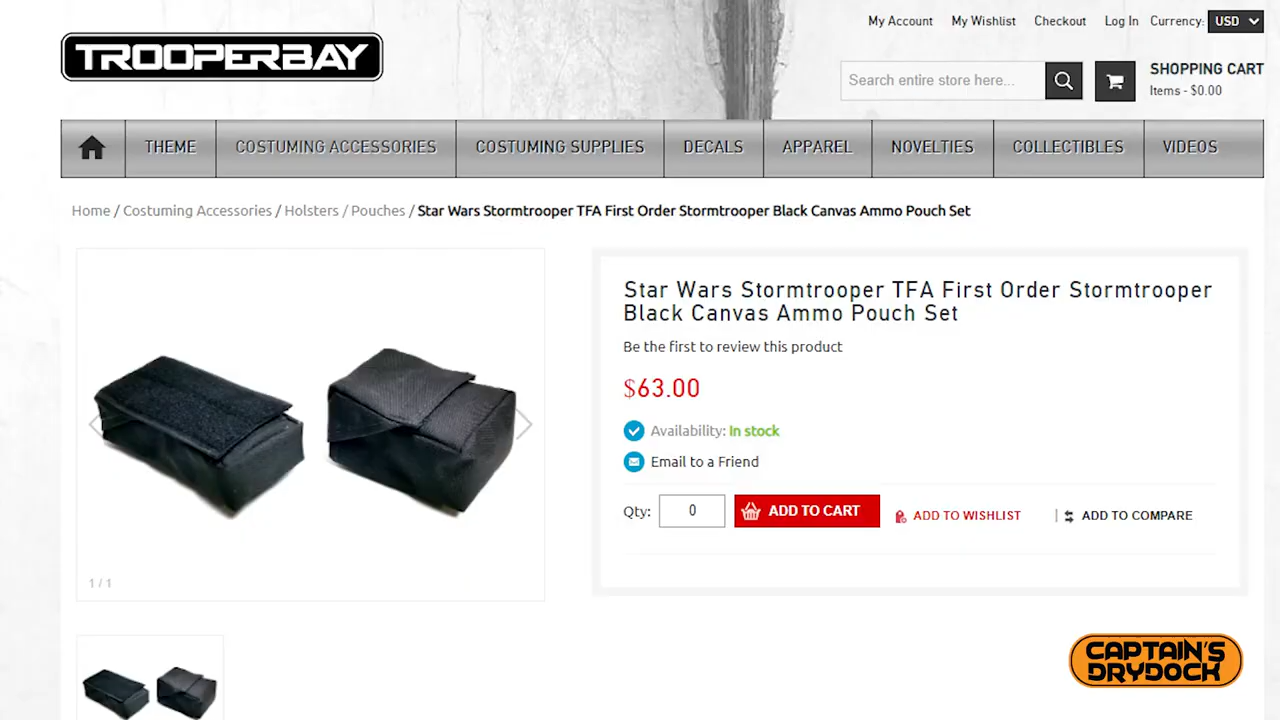 My Account My Wishlist Checkout Log In Currency: USD
TROOPERBAY
Search entire store here...
SHOPPING CART
Items - $0.00
THEME COSTUMING ACCESSORIES COSTUMING SUPPLIES DECALS APPAREL NOVELTIES COLLECTIBLES VIDEOS
Home / Costuming Accessories / Holsters / Pouches / Star Wars Stormtrooper TFA First Order Stormtrooper Black Canvas Ammo Pouch Set
Star Wars Stormtrooper TFA First Order Stormtrooper
Black Canvas Ammo Pouch Set
Be the first to review this product
$63.00
Availability: In stock
Email to a Friend
Qty: 0 ADD TO CART ADD TO WISHLIST | ADD TO COMPARE
1 / 1
CAPTAIN'S
DRYDOCK